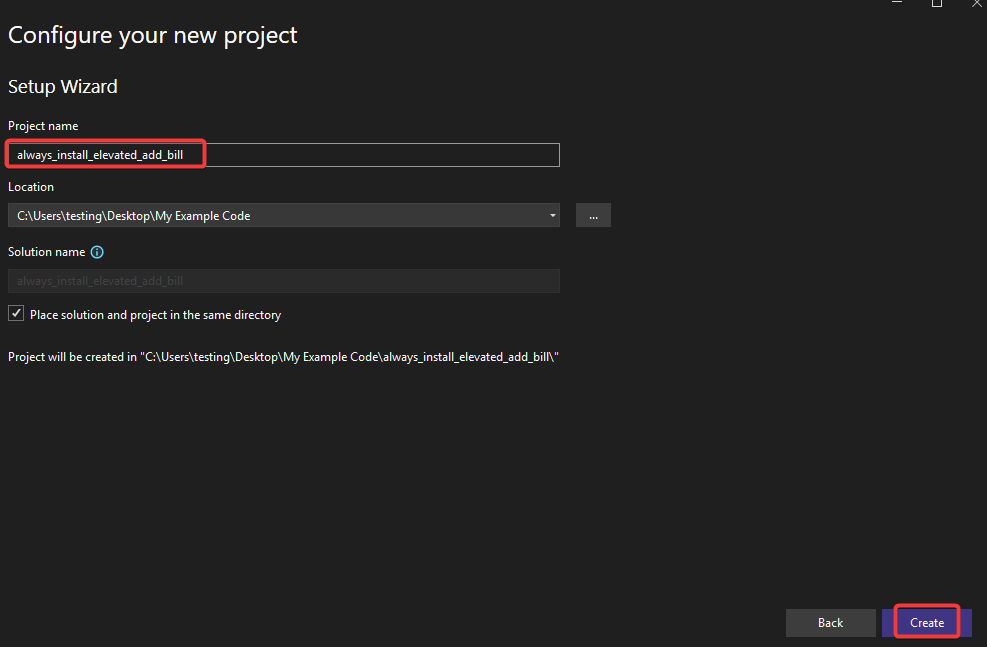 Configure your new project
Setup Wizard
Project name
always_install_elevated_add_bill
Location
C:\Users\testing\Desktop\My Example Code
...
Solution name
always_install_elevated_add_bill
Place solution and project in the same directory
Project will be created in "C:\Users\testing\Desktop\My Example Code\always_install_elevated_add_bill\"
Back
Create